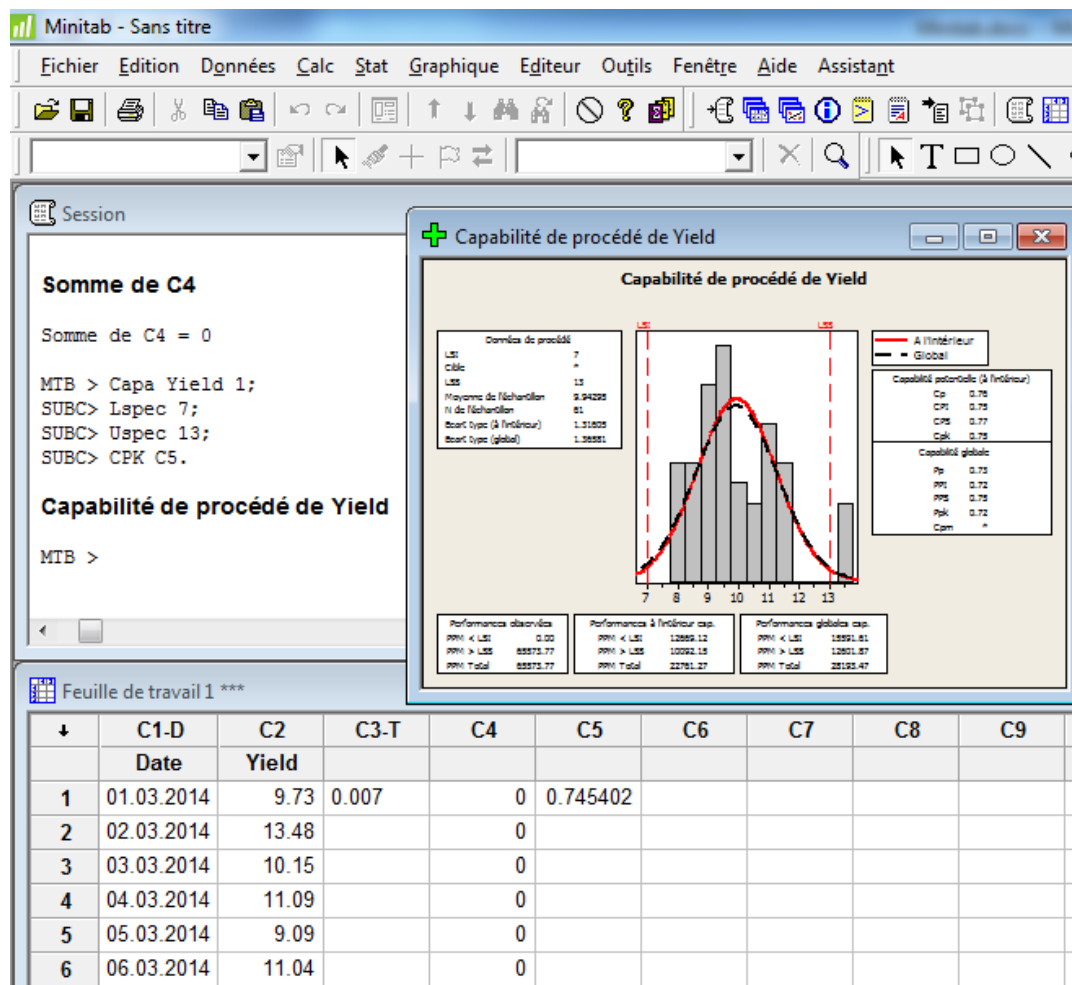 Minitab - Sans titre
Fichier Edition Données Calc Stat Graphique Editeur Outils Fenêtre Aide Assistant
Session
Somme de C4
Somme de C4 = 0
MTB > Capa Yield 1;
SUBC> Lspec 7;
SUBC> Uspec 13;
SUBC> CPK C5.
Capabilité de procédé de Yield
MTB >
Capabilité de procédé de Yield
Capabilité de procédé de Yield
Données de procédé
LSI 7
Cible *
LSS 13
Moyenne de l'échantillon 9.94295
N de l'échantillon 61
Ecart type (à l'intérieur)
Ecart type (global)
LSI LSS
7 8 9 10 11 12 13
A l'intérieur
Global
Capabilité potentielle (à l'intérieur)
Cp 0.76
CPI 0.75
CPS 0.77
Cpk 0.75
Capabilité globale
Pp 0.73
PPI 0.72
PPS 0.75
Ppk 0.72
Cpm *
Performances observées
PPM < LSI 0.00
PPM > LSS 65573.77
PPM Total 65573.77
Performances à l'intérieur exp.
PPM < LSI 12669.12
PPM > LSS 10092.15
PPM Total 22761.27
Performances globales exp.
PPM < LSI 15591.61
PPM > LSS 12601.87
PPM Total 28193.47
Feuille de travail 1 ***
C1-D C2 C3-T C4 C5 C6 C7 C8 C9
Date Yield
1 01.03.2014 9.73 0.007 0 0.745402
2 02.03.2014 13.48 0
3 03.03.2014 10.15 0
4 04.03.2014 11.09 0
5 05.03.2014 9.09 0
6 06.03.2014 11.04 0